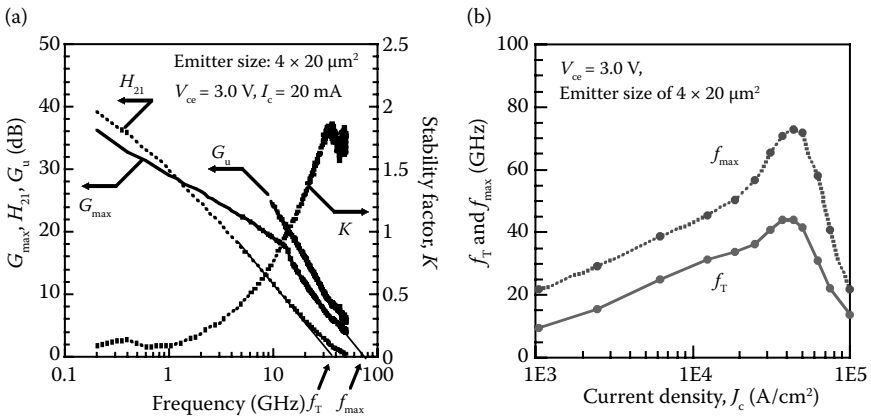 (a)
50
40
30
20
10
0
G_max, H_21, G_u (dB)
2.5
2
1.5
1
0.5
0
Stability factor, K
Emitter size: 4 × 20 μm²
V_ce = 3.0 V, I_c = 20 mA
H_21
G_u
G_max
K
0.1
1
10
100
Frequency (GHz)
f_T
f_max
(b)
100
80
60
40
20
0
f_T and f_max (GHz)
V_ce = 3.0 V,
Emitter size of 4 × 20 μm²
f_max
f_T
1E3
1E4
1E5
Current density, J_c (A/cm²)